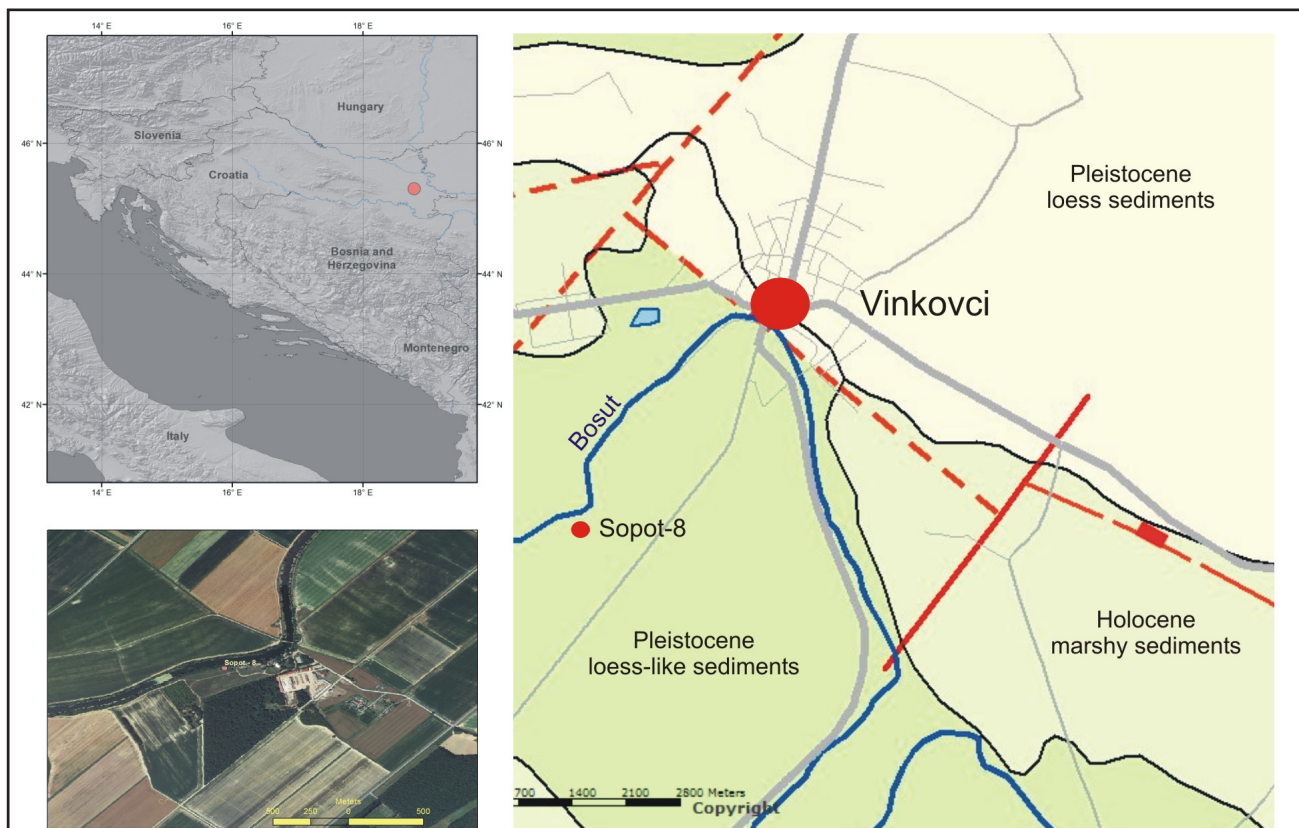 14° E
16° E
18° E
Hungary
46° N
46° N
Slovenia
Croatia
Bosnia and
Herzegovina
44° N
44° N
Montenegro
42° N
42° N
Italy
14° E
16° E
18° E
Sopot - 8
Meters
500 250 0 500
Pleistocene
loess sediments
Vinkovci
Bosut
Sopot-8
Pleistocene
loess-like sediments
Holocene
marshy sediments
700 1400 2100 2800 Meters
Copyright